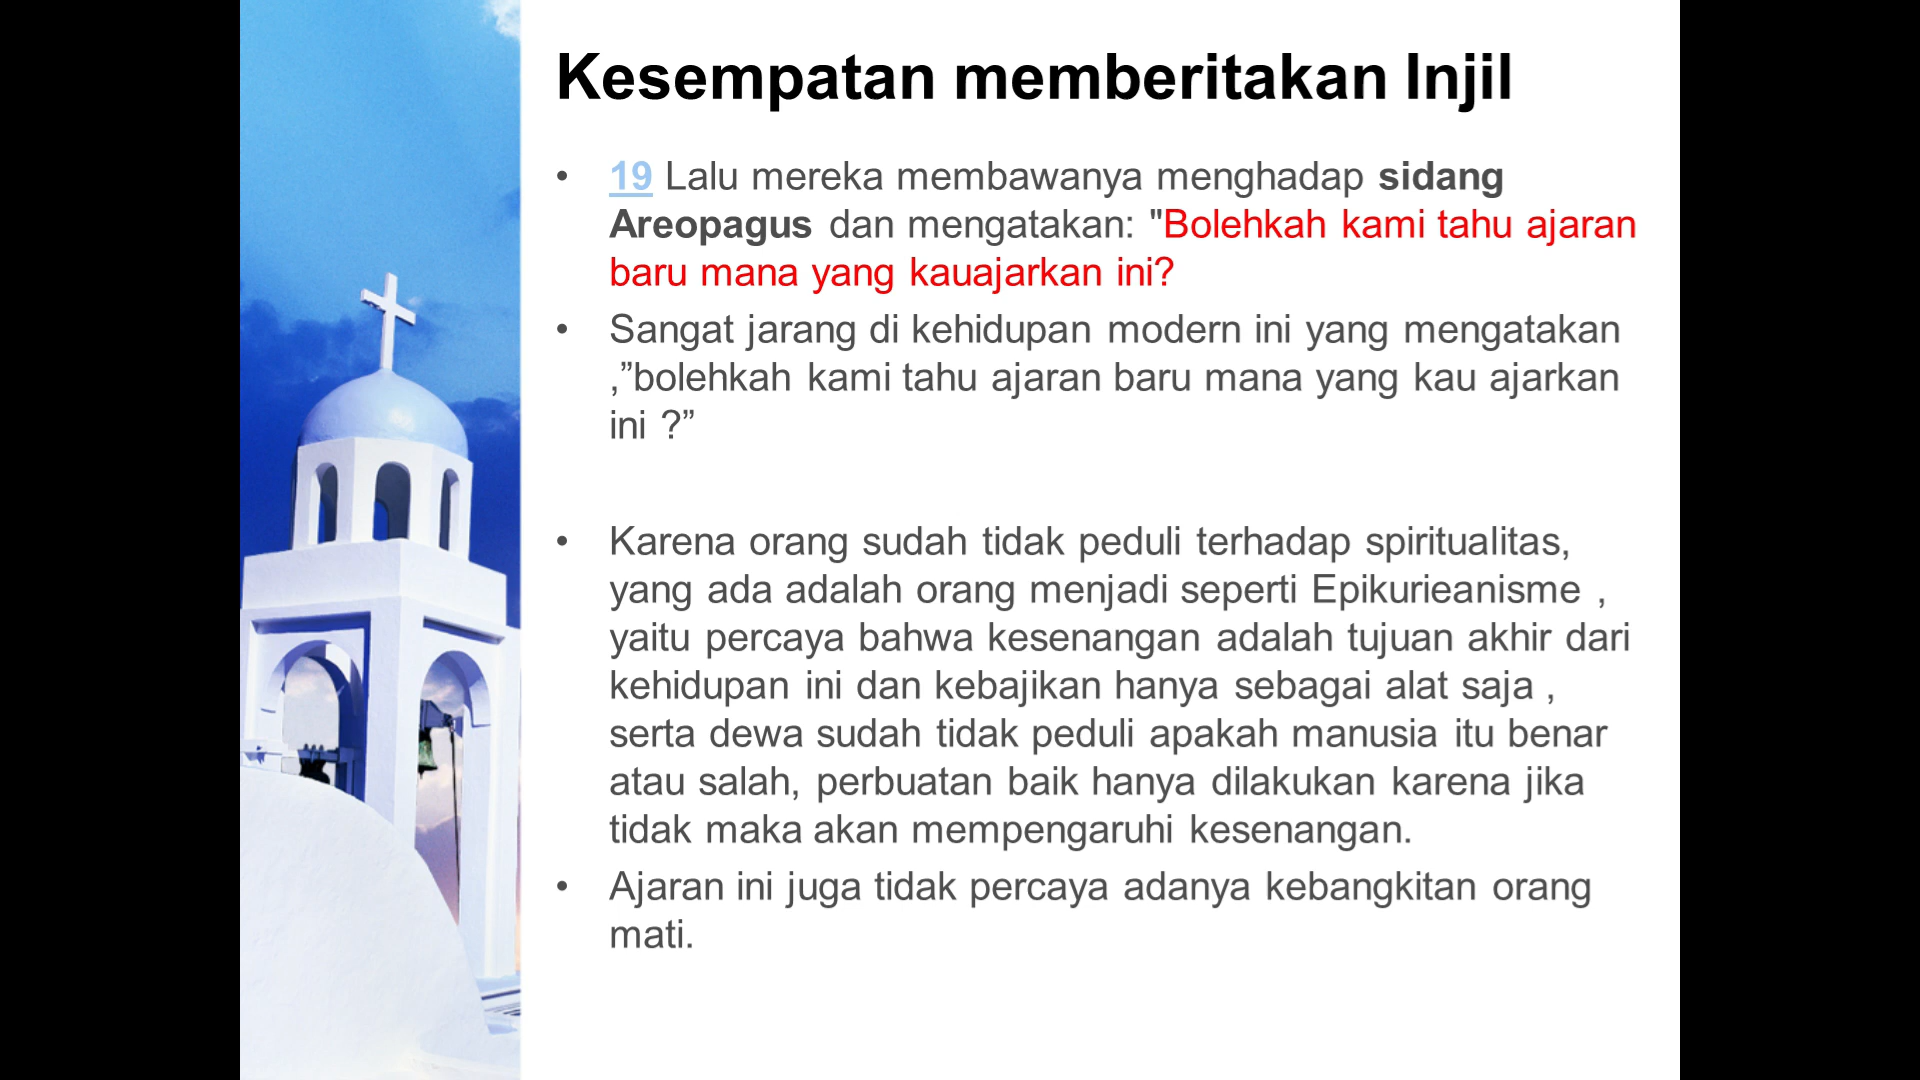 Kesempatan memberitakan Injil
• 19 Lalu mereka membawanya menghadap sidang
Areopagus dan mengatakan: "Bolehkah kami tahu ajaran
baru mana yang kauajarkan ini?
• Sangat jarang di kehidupan modern ini yang mengatakan
,”bolehkah kami tahu ajaran baru mana yang kau ajarkan
ini ?”
• Karena orang sudah tidak peduli terhadap spiritualitas,
yang ada adalah orang menjadi seperti Epikurieanisme ,
yaitu percaya bahwa kesenangan adalah tujuan akhir dari
kehidupan ini dan kebajikan hanya sebagai alat saja ,
serta dewa sudah tidak peduli apakah manusia itu benar
atau salah, perbuatan baik hanya dilakukan karena jika
tidak maka akan mempengaruhi kesenangan.
• Ajaran ini juga tidak percaya adanya kebangkitan orang
mati.